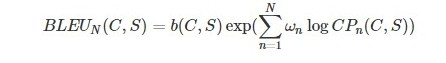 BLEU_N(C, S) = b(C, S) exp(∑_{n=1}^{N} ω_n log CP_n(C, S))